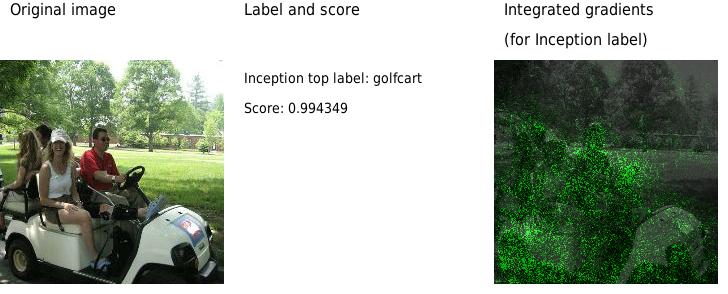 Original image
Label and score
Integrated gradients
(for Inception label)
Inception top label: golfcart
Score: 0.994349